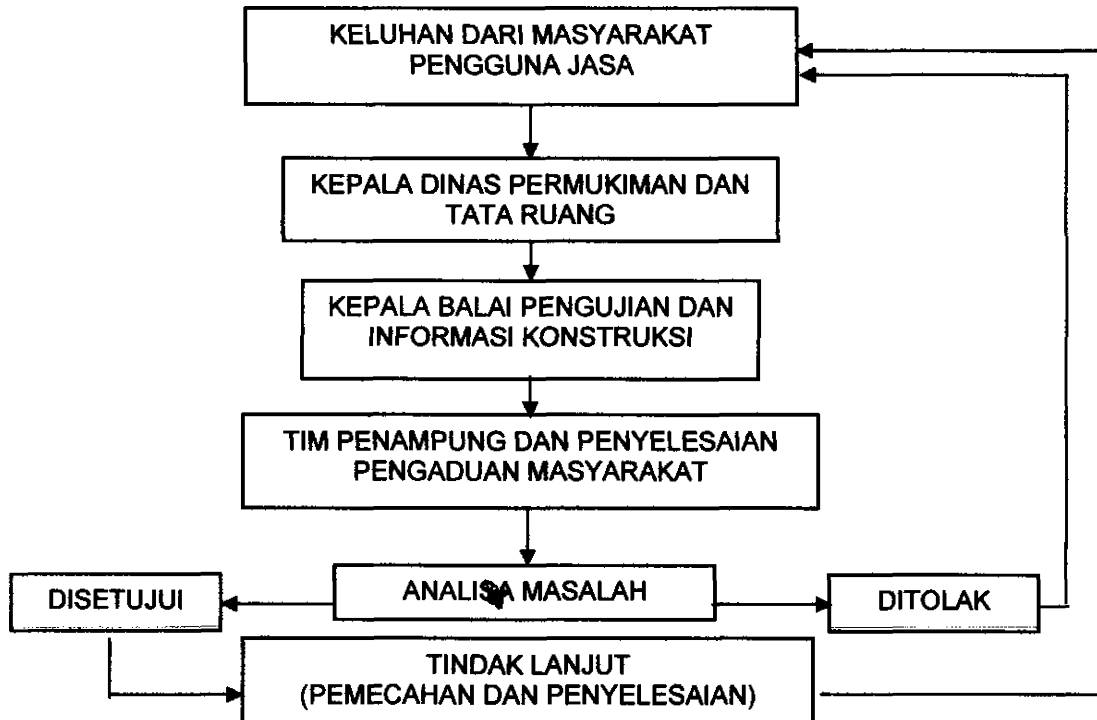 KELUHAN DARI MASYARAKAT
PENGGUNA JASA
KEPALA DINAS PERMUKIMAN DAN
TATA RUANG
KEPALA BALAI PENGUJIAN DAN
INFORMASI KONSTRUKSI
TIM PENAMPUNG DAN PENYELESAIAN
PENGADUAN MASYARAKAT
DISETUJUI
ANALISA MASALAH
DITOLAK
TINDAK LANJUT
(PEMECAHAN DAN PENYELESAIAN)